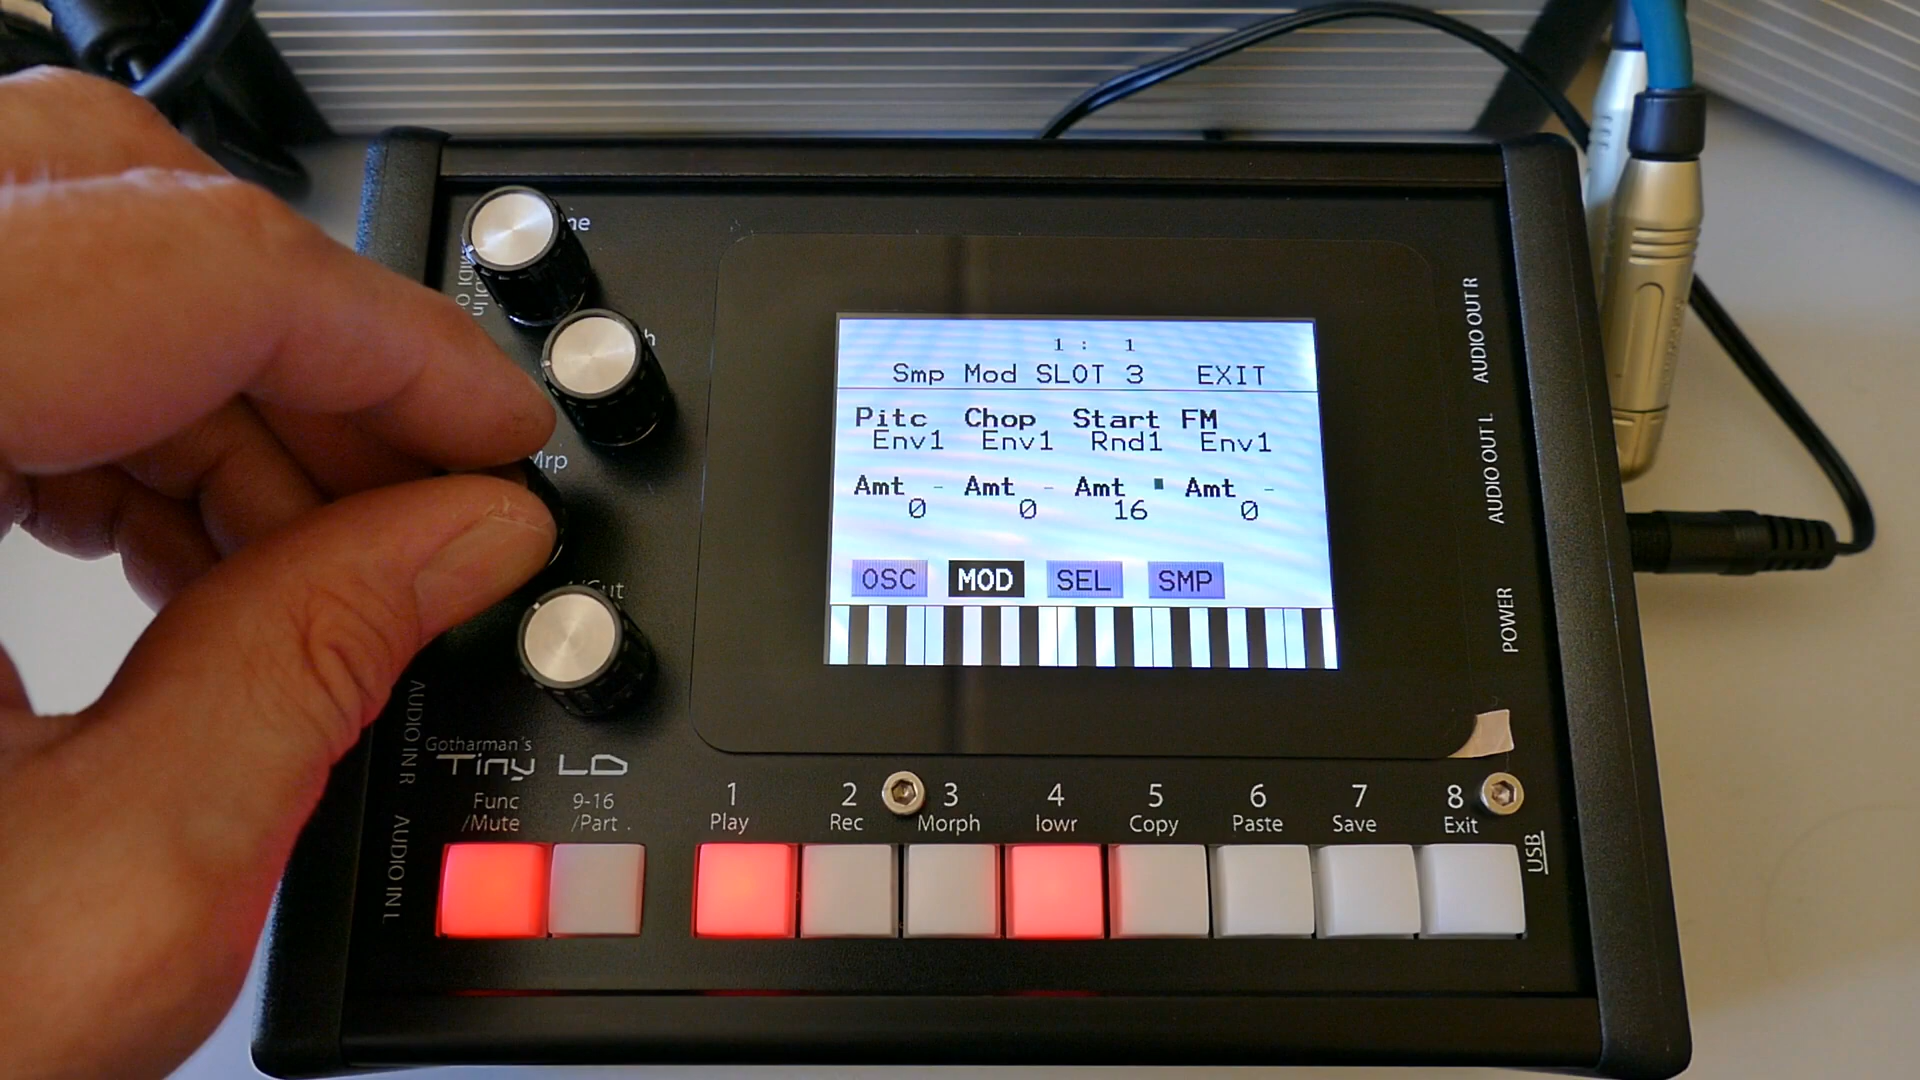 1 : 1
Smp Mod SLOT 3 EXIT
Pitc Chop Start FM
Env1 Env1 Rnd1 Env1
Amt - Amt - Amt Amt -
0 0 16 0
OSC MOD SEL SMP
Mrp
MIDI
AUDIO OUT R
AUDIO OUT L
POWER
USB
AUDIO IN R
AUDIO IN L
Gotharman's
Tiny LD
Func
/Mute
9-16
/Part .
1 2 3 4 5 6 7 8
Play Rec Morph lowr Copy Paste Save Exit